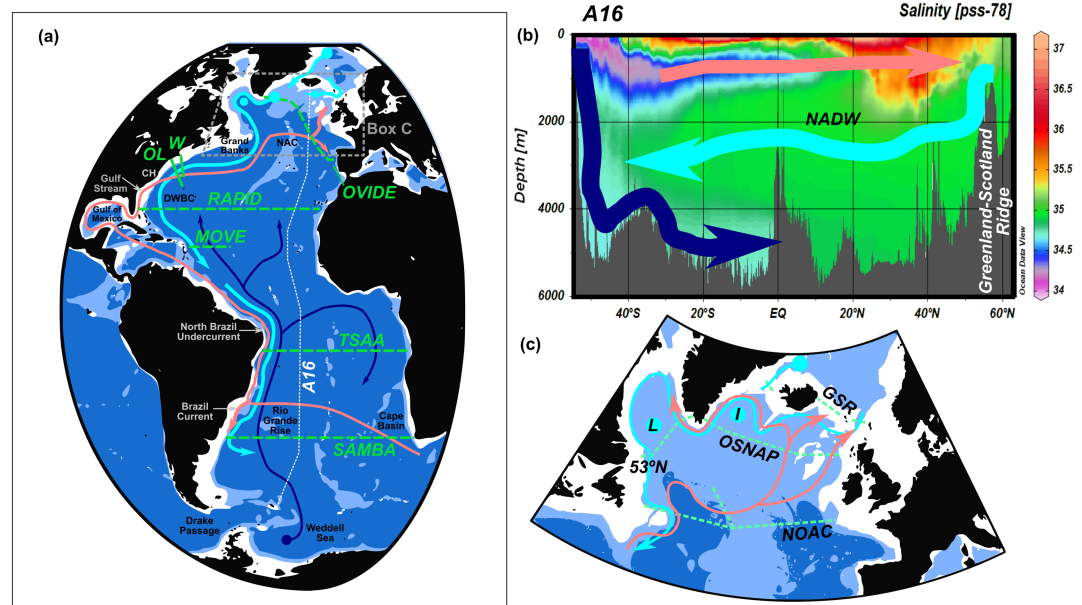 (a)
Box C
Grand
Banks
NAC
W
OL
CH
Gulf
Stream
OVIDE
DWBC
RAPID
Gulf of
Mexico
MOVE
North Brazil
Undercurrent
TSAA
A16
Brazil
Current
Rio
Grande
Rise
Cape
Basin
SAMBA
Drake
Passage
Weddell
Sea
(b)
A16
Salinity [pss-78]
Depth [m]
0
2000
4000
6000
NADW
Greenland-Scotland
Ridge
40°S
20°S
EQ
20°N
40°N
60°N
Ocean Data View
37
36.5
36
35.5
35
34.5
34
(c)
L
I
GSR
OSNAP
53ºN
NOAC